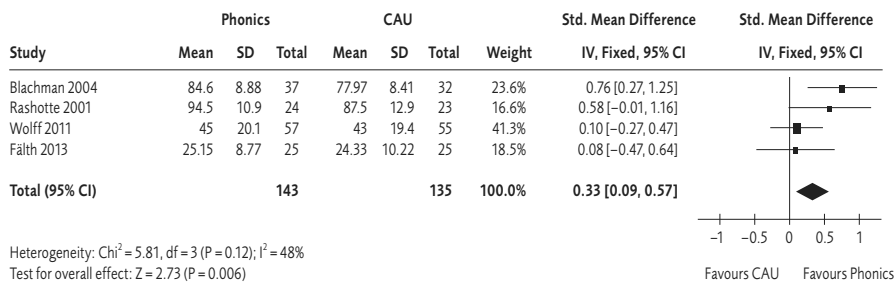 Phonics CAU Std. Mean Difference Std. Mean Difference
Study Mean SD Total Mean SD Total Weight IV, Fixed, 95% CI IV, Fixed, 95% CI
Blachman 2004 84.6 8.88 37 77.97 8.41 32 23.6% 0.76 [0.27, 1.25]
Rashotte 2001 94.5 10.9 24 87.5 12.9 23 16.6% 0.58 [–0.01, 1.16]
Wolff 2011 45 20.1 57 43 19.4 55 41.3% 0.10 [–0.27, 0.47]
Fälth 2013 25.15 8.77 25 24.33 10.22 25 18.5% 0.08 [–0.47, 0.64]
Total (95% CI) 143 135 100.0% 0.33 [0.09, 0.57]
–1 –0.5 0 0.5 1
Heterogeneity: Chi² = 5.81, df = 3 (P = 0.12); I² = 48%
Test for overall effect: Z = 2.73 (P = 0.006) Favours CAU Favours Phonics